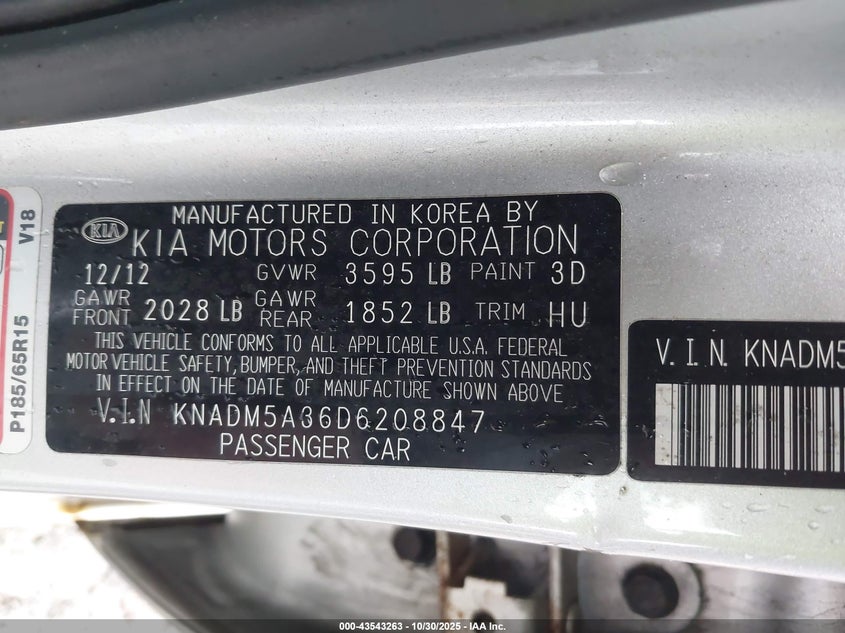 MANUFACTURED IN KOREA BY
KIA
KIA MOTORS CORPORATION
12/12 GVWR 3595 LB PAINT 3D
GAWR FRONT 2028 LB GAWR REAR 1852 LB TRIM HU
THIS VEHICLE CONFORMS TO ALL APPLICABLE U.S.A. FEDERAL
MOTOR VEHICLE SAFETY, BUMPER, AND THEFT PREVENTION STANDARDS
IN EFFECT ON THE DATE OF MANUFACTURE SHOWN ABOVE
V.I.N KNADM5A36D6208847
PASSENGER CAR
V.I.N. KNADM5
P185/65R15 V18
000-43543263 - 10/30/2025 - IAA Inc.